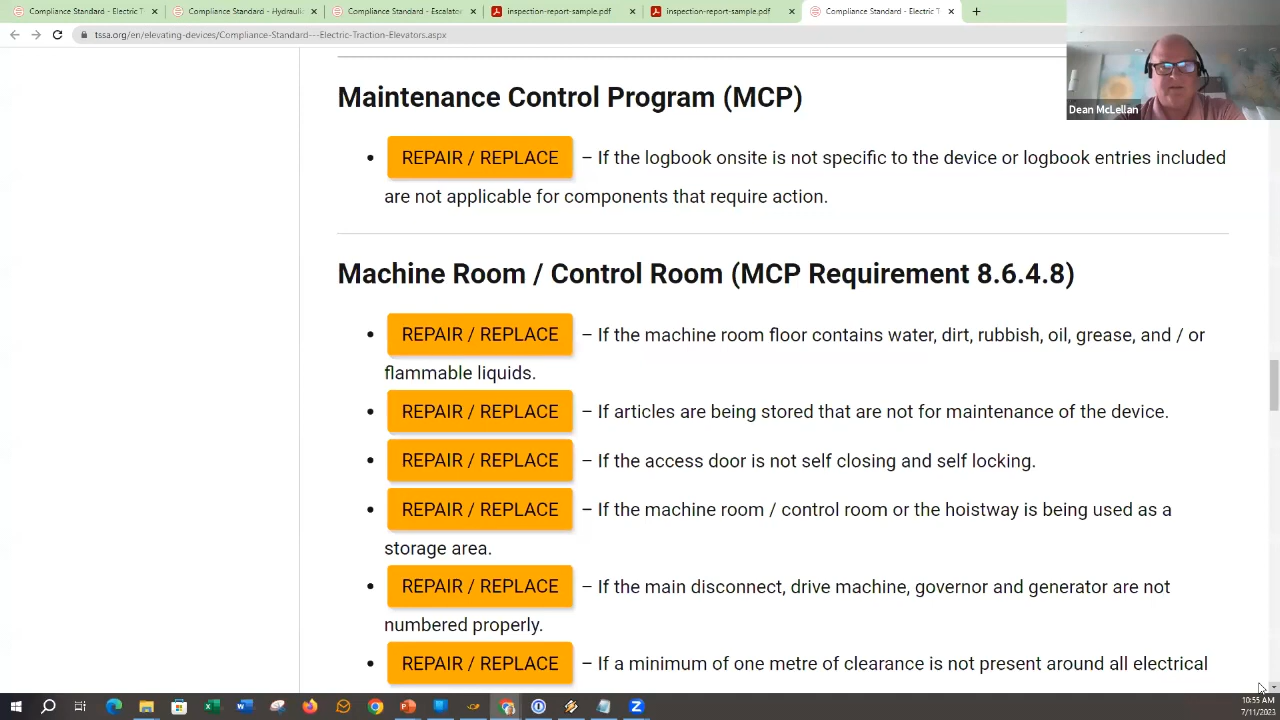 Compliance Standard - Electric T
Compliance Standard - Hydraulic
Compliance Standard - Escalator
inspection-report-sample.pdf
inspection-report-sample.pdf
Compliance Standard - Electric T
tssa.org/en/elevating-devices/Compliance-Standard---Electric-Traction-Elevators.aspx
Dean McLellan
Maintenance Control Program (MCP)
REPAIR / REPLACE – If the logbook onsite is not specific to the device or logbook entries included
are not applicable for components that require action.
Machine Room / Control Room (MCP Requirement 8.6.4.8)
REPAIR / REPLACE – If the machine room floor contains water, dirt, rubbish, oil, grease, and / or
flammable liquids.
REPAIR / REPLACE – If articles are being stored that are not for maintenance of the device.
REPAIR / REPLACE – If the access door is not self closing and self locking.
REPAIR / REPLACE – If the machine room / control room or the hoistway is being used as a
storage area.
REPAIR / REPLACE – If the main disconnect, drive machine, governor and generator are not
numbered properly.
REPAIR / REPLACE – If a minimum of one metre of clearance is not present around all electrical
10:55 AM
7/11/2023